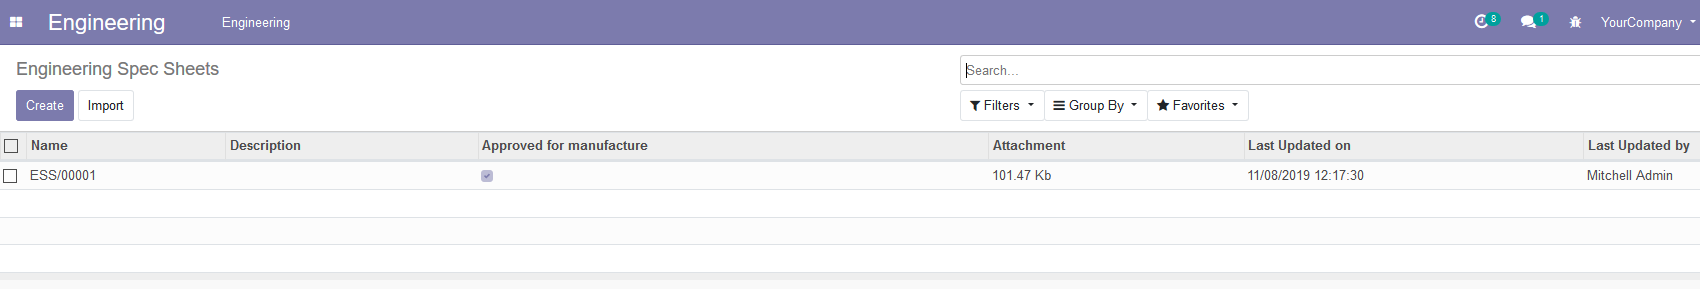 Engineering Engineering 8 1 YourCompany
Engineering Spec Sheets
Search...
Create Import
Filters Group By Favorites
Name Description Approved for manufacture Attachment Last Updated on Last Updated by
ESS/00001 101.47 Kb 11/08/2019 12:17:30 Mitchell Admin